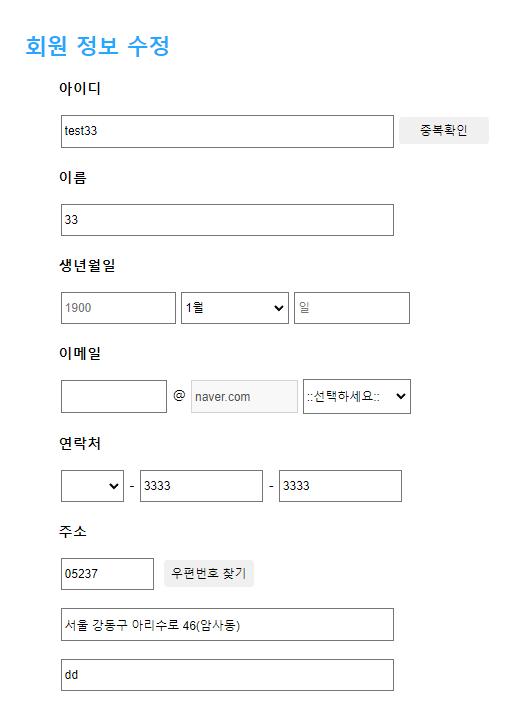 회원 정보 수정
아이디
test33 중복확인
이름
33
생년월일
1900 1월 일
이메일
@ naver.com ::선택하세요::
연락처
- 3333 - 3333
주소
05237 우편번호 찾기
서울 강동구 아리수로 46(암사동)
dd